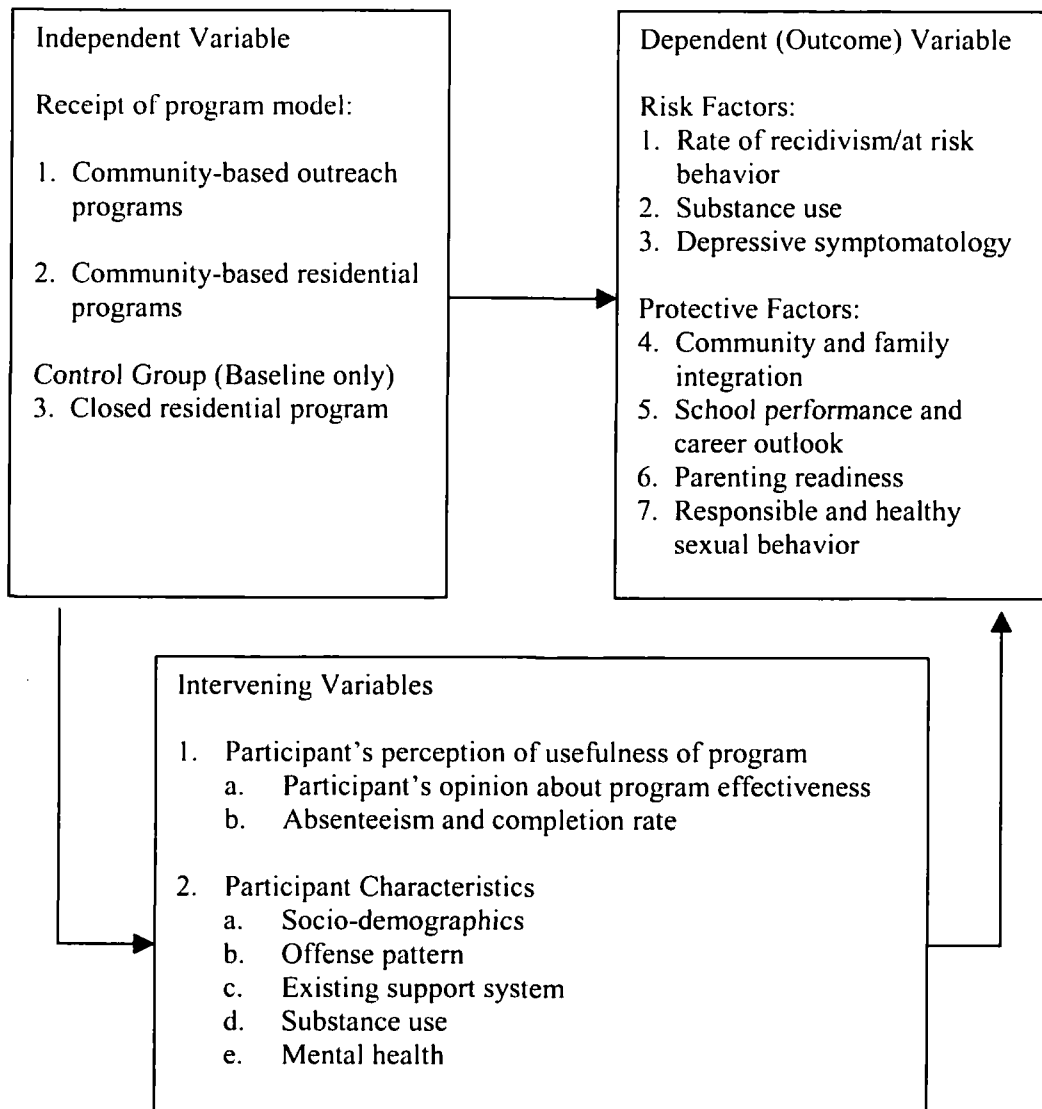 Independent Variable
Receipt of program model:
1. Community-based outreach
programs
2. Community-based residential
programs
Control Group (Baseline only)
3. Closed residential program
Dependent (Outcome) Variable
Risk Factors:
1. Rate of recidivism/at risk
behavior
2. Substance use
3. Depressive symptomatology
Protective Factors:
4. Community and family
integration
5. School performance and
career outlook
6. Parenting readiness
7. Responsible and healthy
sexual behavior
Intervening Variables
1. Participant's perception of usefulness of program
a. Participant's opinion about program effectiveness
b. Absenteeism and completion rate
2. Participant Characteristics
a. Socio-demographics
b. Offense pattern
c. Existing support system
d. Substance use
e. Mental health